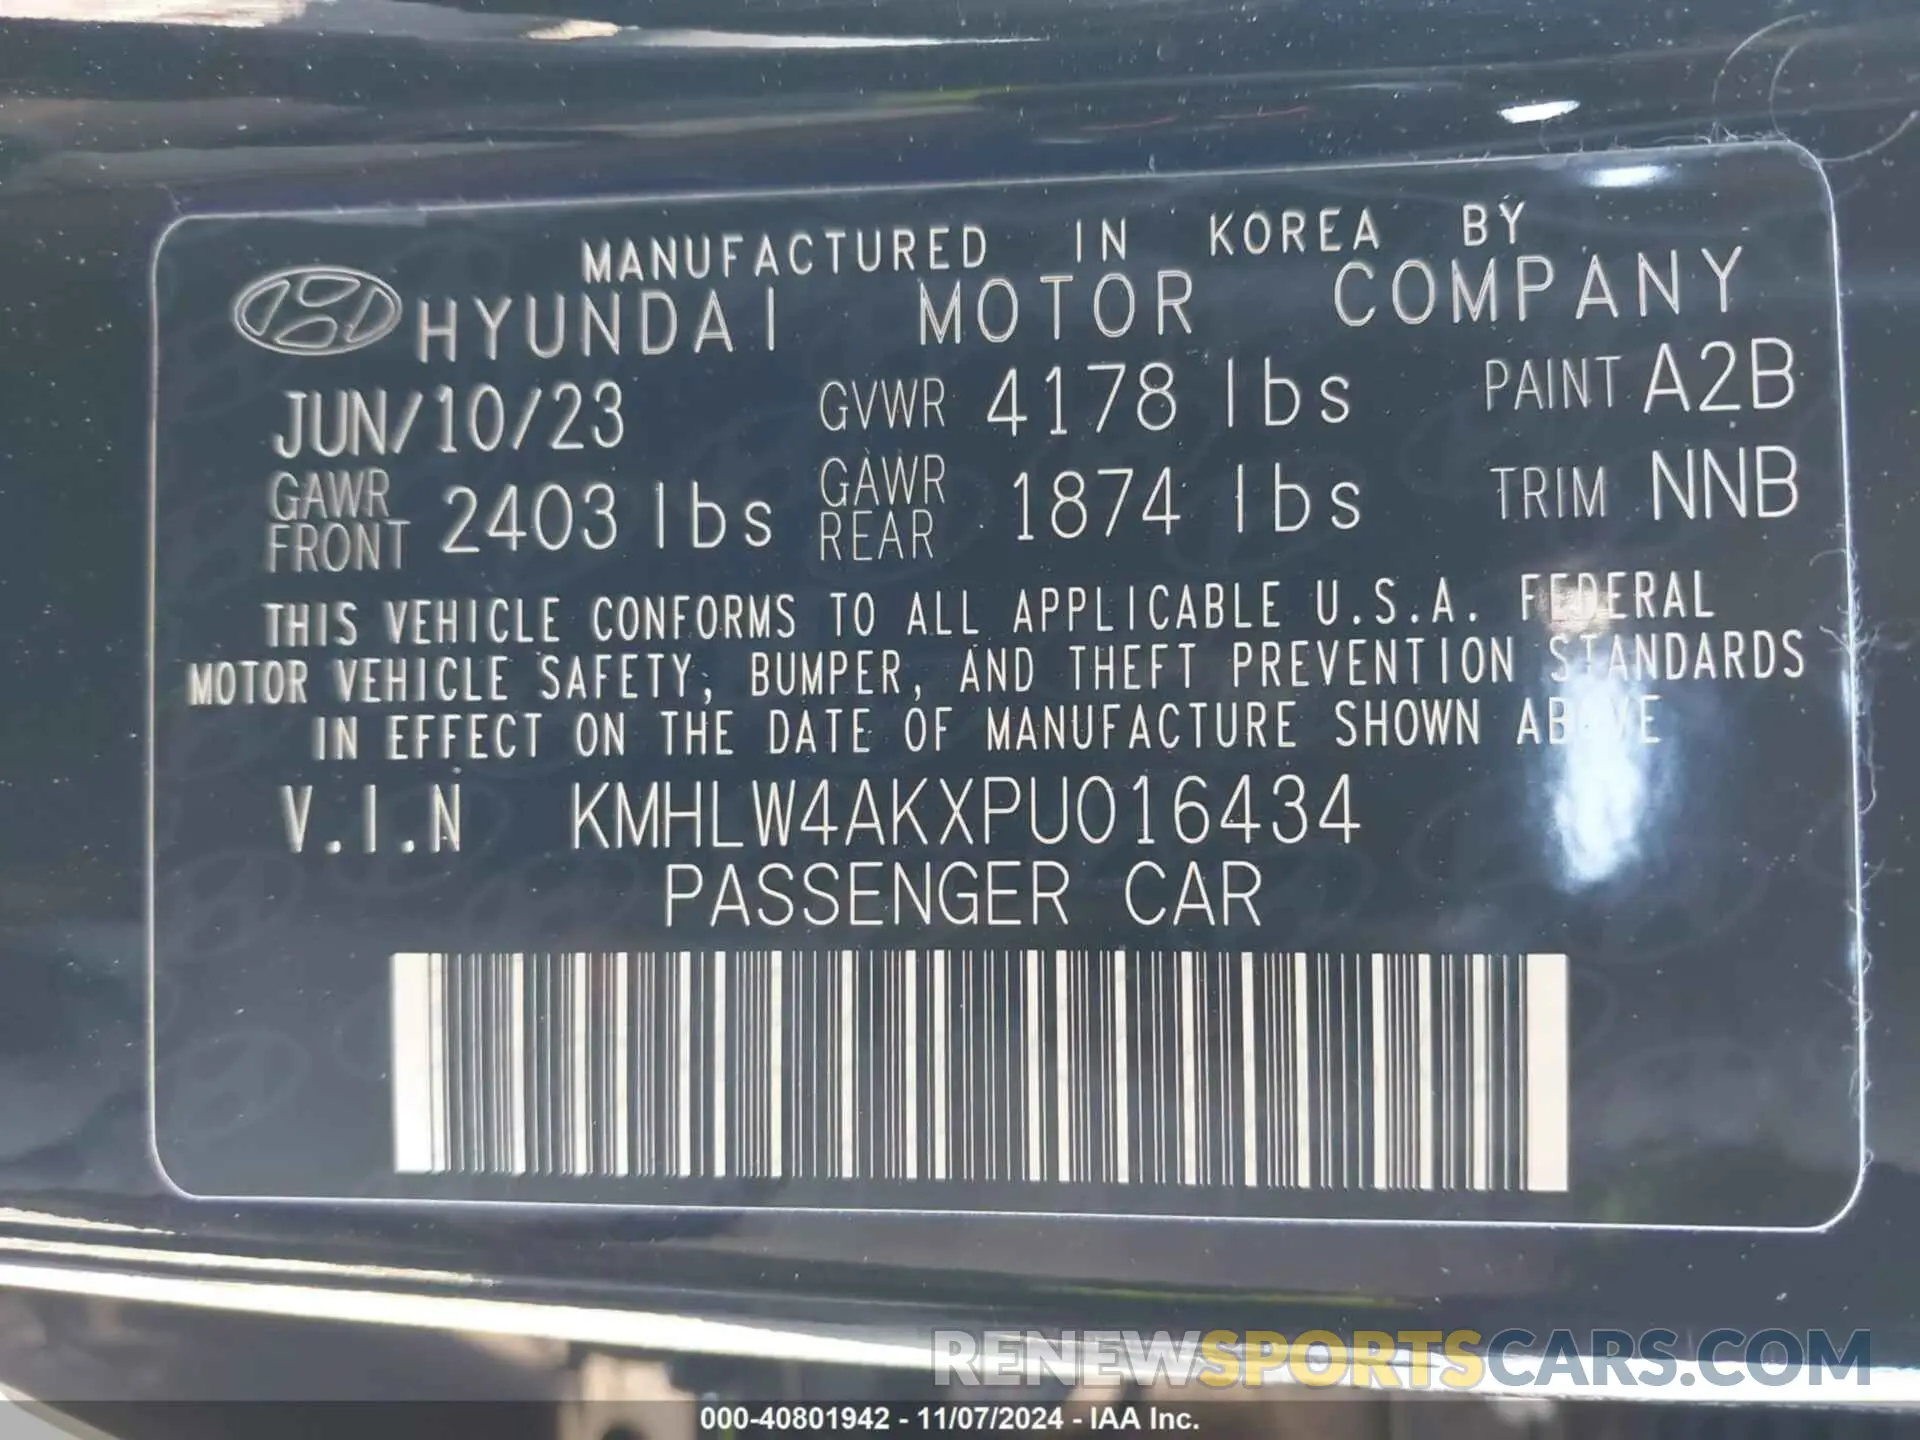 MANUFACTURED IN KOREA BY
HYUNDAI MOTOR COMPANY
JUN/10/23 GVWR 4178 lbs PAINT A2B
GAWR FRONT 2403 lbs GAWR REAR 1874 lbs TRIM NNB
THIS VEHICLE CONFORMS TO ALL APPLICABLE U.S.A. FEDERAL
MOTOR VEHICLE SAFETY, BUMPER, AND THEFT PREVENTION STANDARDS
IN EFFECT ON THE DATE OF MANUFACTURE SHOWN ABOVE
V.I.N KMHLW4AKXPU016434
PASSENGER CAR
RENEWSPORTSCARS.COM
000-40801942 - 11/07/2024 - IAA Inc.